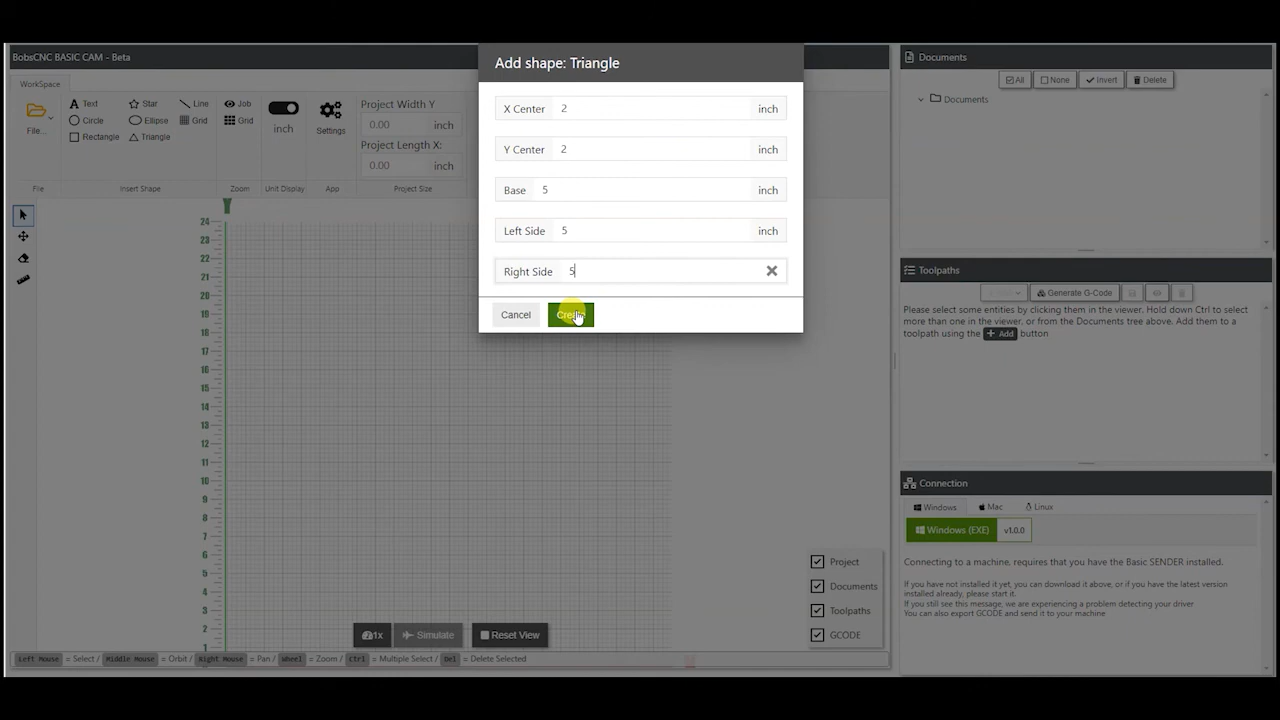 BobsCNC BASIC CAM - Beta
WorkSpace
File...
Text
Circle
Rectangle
Star
Ellipse
Triangle
Line
Grid
Job
Grid
inch
Settings
Project Width Y
0.00 inch
Project Length X:
0.00 inch
File
Insert Shape
Zoom
Unit Display
App
Project Size
Add shape: Triangle
X Center 2 inch
Y Center 2 inch
Base 5 inch
Left Side 5 inch
Right Side 5
Cancel
24
23
22
21
20
19
18
17
16
15
14
13
12
11
10
9
8
7
6
5
4
3
2
1
Project
Documents
Toolpaths
GCODE
1x
Simulate
Reset View
Left Mouse = Select / Middle Mouse = Orbit / Right Mouse = Pan / Wheel = Zoom / Ctrl = Multiple Select / Del = Delete Selected
Documents
All
None
Invert
Delete
Documents
Toolpaths
Generate G-Code
Please select some entities by clicking them in the viewer. Hold down Ctrl to select
more than one in the viewer, or from the Documents tree above. Add them to a
toolpath using the + Add button
Connection
Windows
Mac
Linux
Windows (EXE) v1.0.0
Connecting to a machine, requires that you have the Basic SENDER installed.
If you have not installed it yet, you can download it above, or if you have the latest version
installed already, please start it.
If you still see this message, we are experiencing a problem detecting your driver
You can also export GCODE and send it to your machine